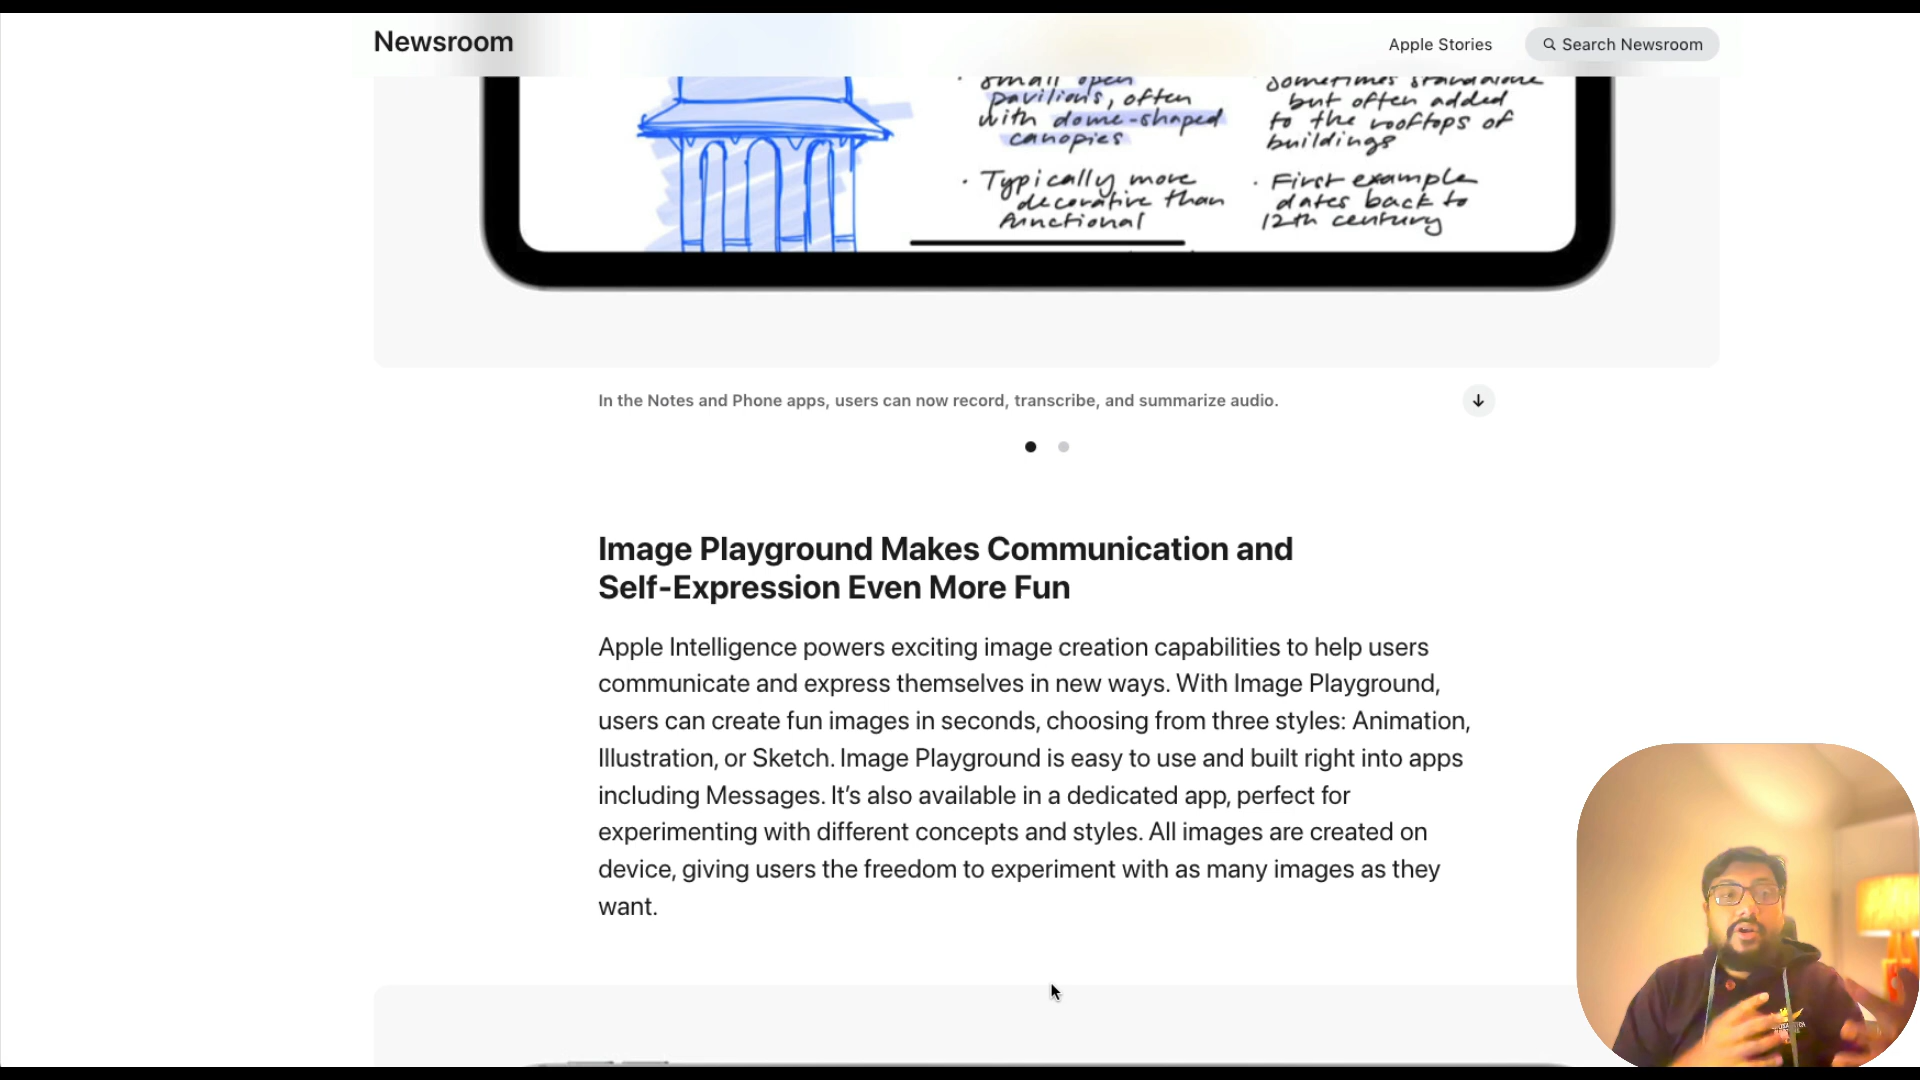 Newsroom
Apple Stories
Search Newsroom
small open
pavilions, often
with dome-shaped
canopies
· Typically more
decorative than
functional
sometimes standalone
but often added
to the rooftops of
buildings
· First example
dates back to
12th century
In the Notes and Phone apps, users can now record, transcribe, and summarize audio.
Image Playground Makes Communication and
Self-Expression Even More Fun
Apple Intelligence powers exciting image creation capabilities to help users
communicate and express themselves in new ways. With Image Playground,
users can create fun images in seconds, choosing from three styles: Animation,
Illustration, or Sketch. Image Playground is easy to use and built right into apps
including Messages. It’s also available in a dedicated app, perfect for
experimenting with different concepts and styles. All images are created on
device, giving users the freedom to experiment with as many images as they
want.